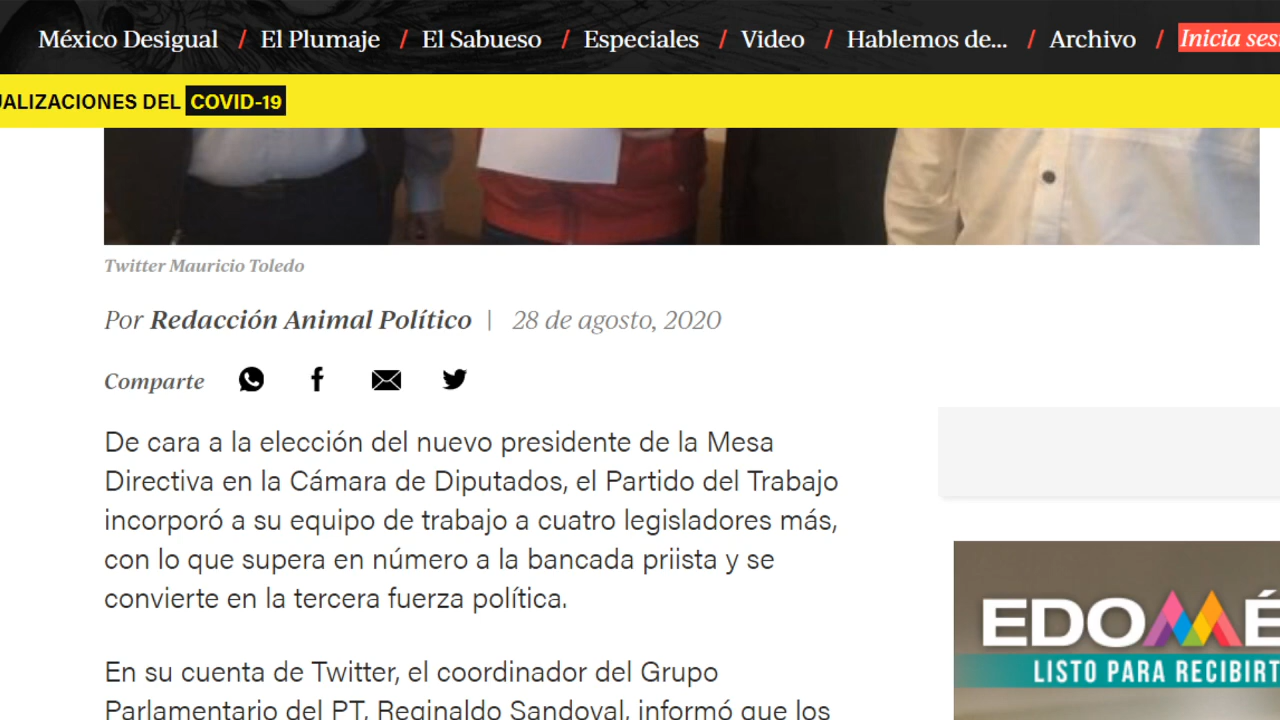 México Desigual / El Plumaje / El Sabueso / Especiales / Video / Hablemos de... / Archivo / Inicia ses
ALIZACIONES DEL COVID-19
Twitter Mauricio Toledo
Por Redacción Animal Político | 28 de agosto, 2020
Comparte
De cara a la elección del nuevo presidente de la Mesa
Directiva en la Cámara de Diputados, el Partido del Trabajo
incorporó a su equipo de trabajo a cuatro legisladores más,
con lo que supera en número a la bancada priista y se
convierte en la tercera fuerza política.
En su cuenta de Twitter, el coordinador del Grupo
Parlamentario del PT, Reginaldo Sandoval, informó que los
EDOMÉ
LISTO PARA RECIBIRT